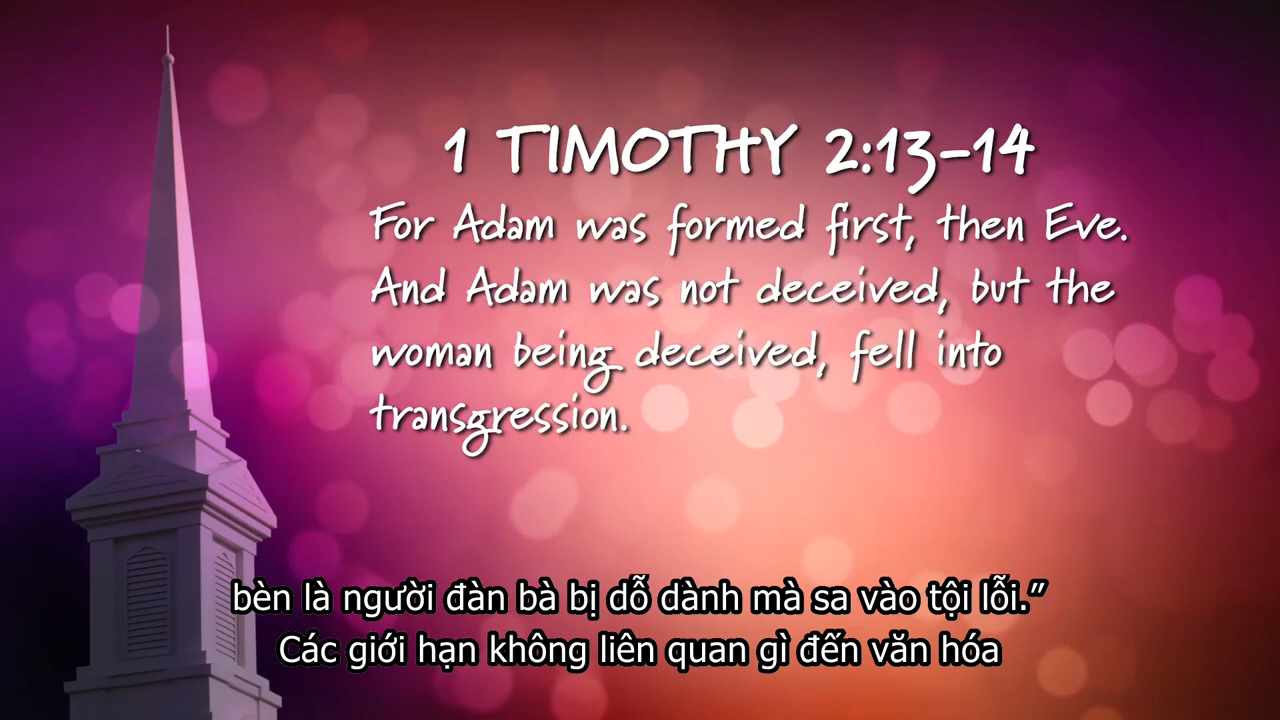 1 TIMOTHY 2:13-14
For Adam was formed first, then Eve.
And Adam was not deceived, but the
woman being deceived, fell into
transgression.
bèn là người đàn bà bị dỗ dành mà sa vào tội lỗi.”
Các giới hạn không liên quan gì đến văn hóa